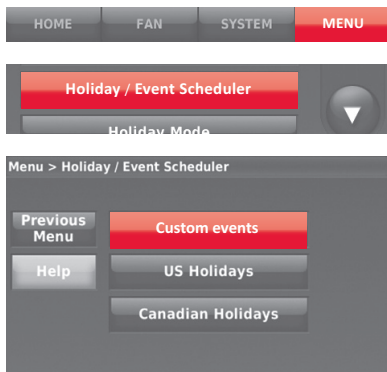 HOME FAN SYSTEM MENU
Holiday / Event Scheduler
Holiday Mode
Menu > Holiday / Event Scheduler
Previous
Menu
Custom events
Help
US Holidays
Canadian Holidays